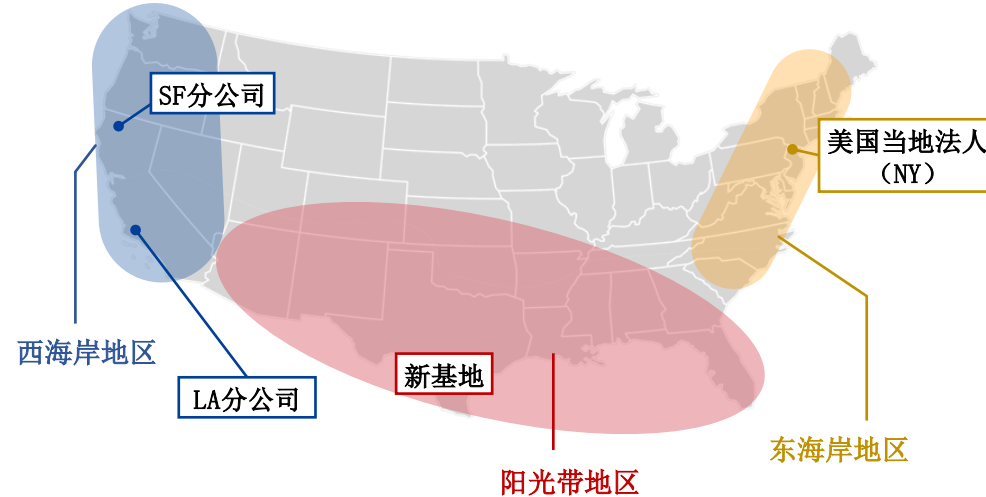 SF分公司
美国当地法人
（NY）
西海岸地区
新基地
LA分公司
东海岸地区
阳光带地区